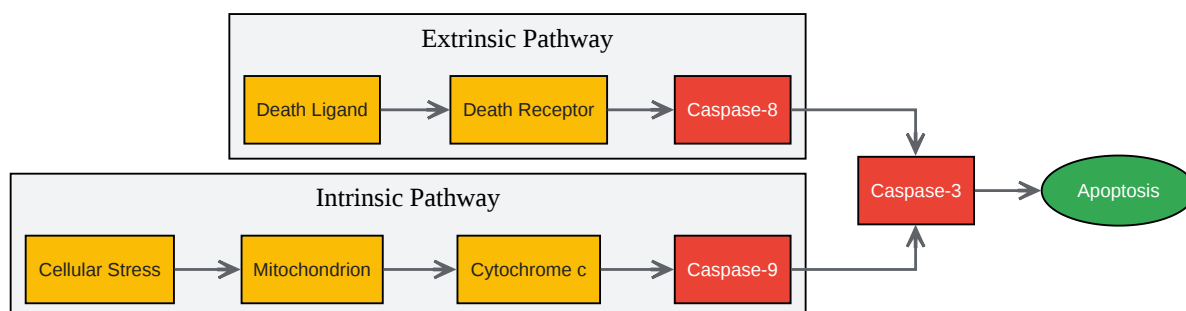 Extrinsic Pathway
Death Ligand
Death Receptor
Caspase-8
Intrinsic Pathway
Cellular Stress
Mitochondrion
Cytochrome c
Caspase-9
Caspase-3
Apoptosis